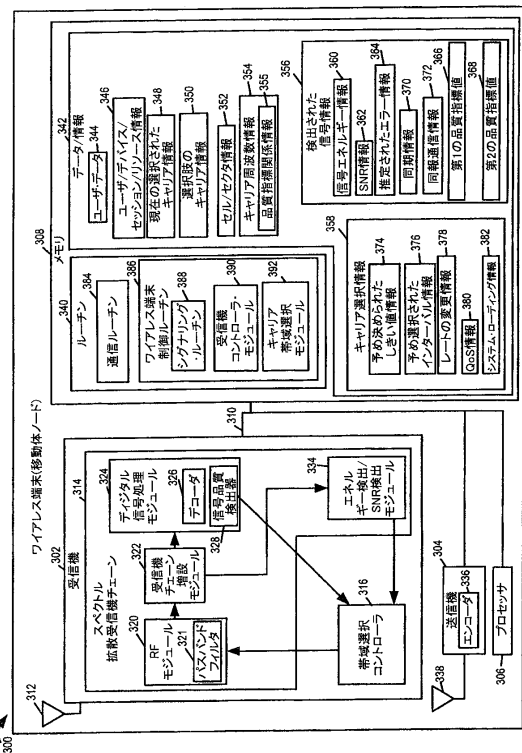 300
ワイアレス端末(移動体ノード)
312
302
受信機
314
スペクトル
拡散受信機チェーン
320
RF
モジュール
321
パスバンド
フィルタ
322
受信機
チェーン
増設
モジュール
324
ディジタル
信号処理
モジュール
326
デコーダ
信号品質
検出器
328
316
帯域選択
コントローラ
334
エネル
ギー検出/
SNR検出
モジュール
310
338
304
送信機
エンコーダ
336
306
プロセッサ
308
メモリ
340
ルーチン
384
通信ルーチン
386
ワイアレス端末
制御ルーチン
388
シグナリング
・ルーチン
390
受信機
コントローラ・
モジュール
392
キャリア
帯域選択
モジュール
342
データ/情報
ユーザ・データ
344
346
ユーザ/デバイス/
セッション/リソース情報
348
現在の選択された
キャリア情報
350
選択肢の
キャリア情報
352
セル/セクタ情報
354
キャリア周波数情報
355
品質指標関係情報
356
検出された
信号情報
360
信号エネルギー情報
SNR情報
362
364
推定されたエラー情報
370
同期情報
372
同報通信情報
366
第1の品質指標値
368
第2の品質指標値
358
キャリア選択情報
374
予め決められた
しきい値情報
376
予め選択された
インターバル情報
378
レートの変更情報
QoS情報
380
382
システム・ローディング情報